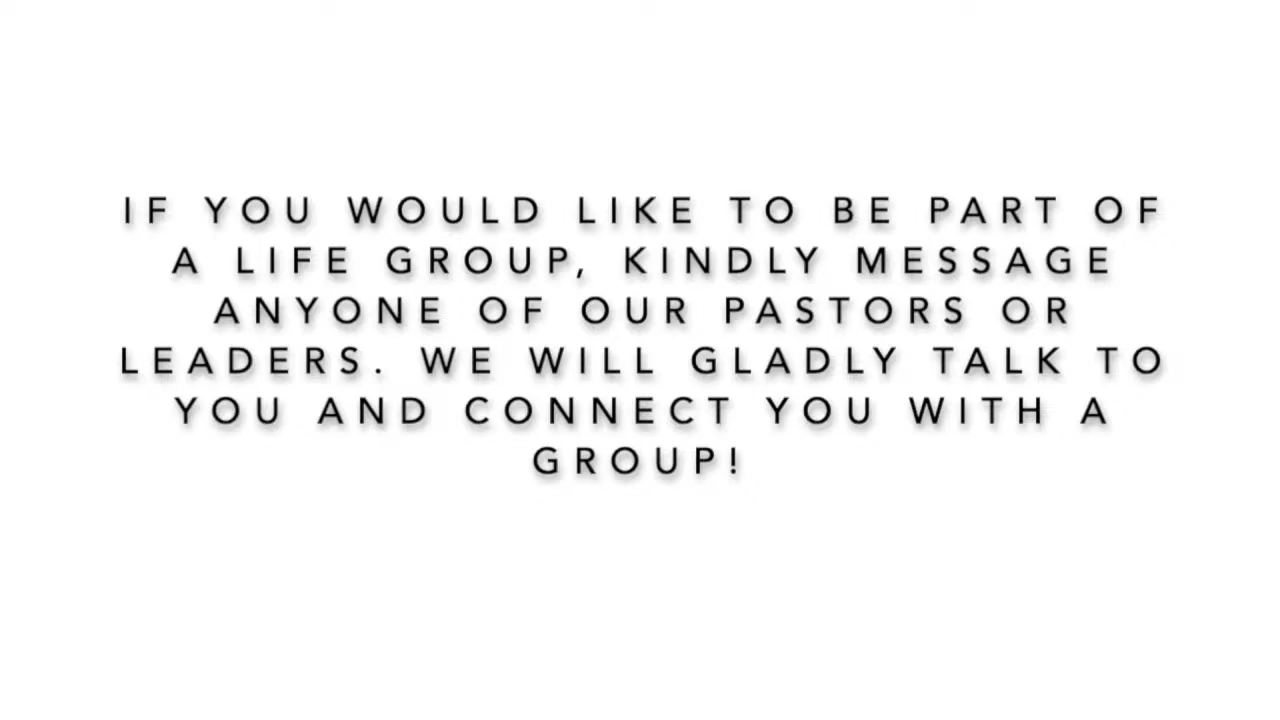 IF YOU WOULD LIKE TO BE PART OF
A LIFE GROUP, KINDLY MESSAGE
ANYONE OF OUR PASTORS OR
LEADERS. WE WILL GLADLY TALK TO
YOU AND CONNECT YOU WITH A
GROUP!